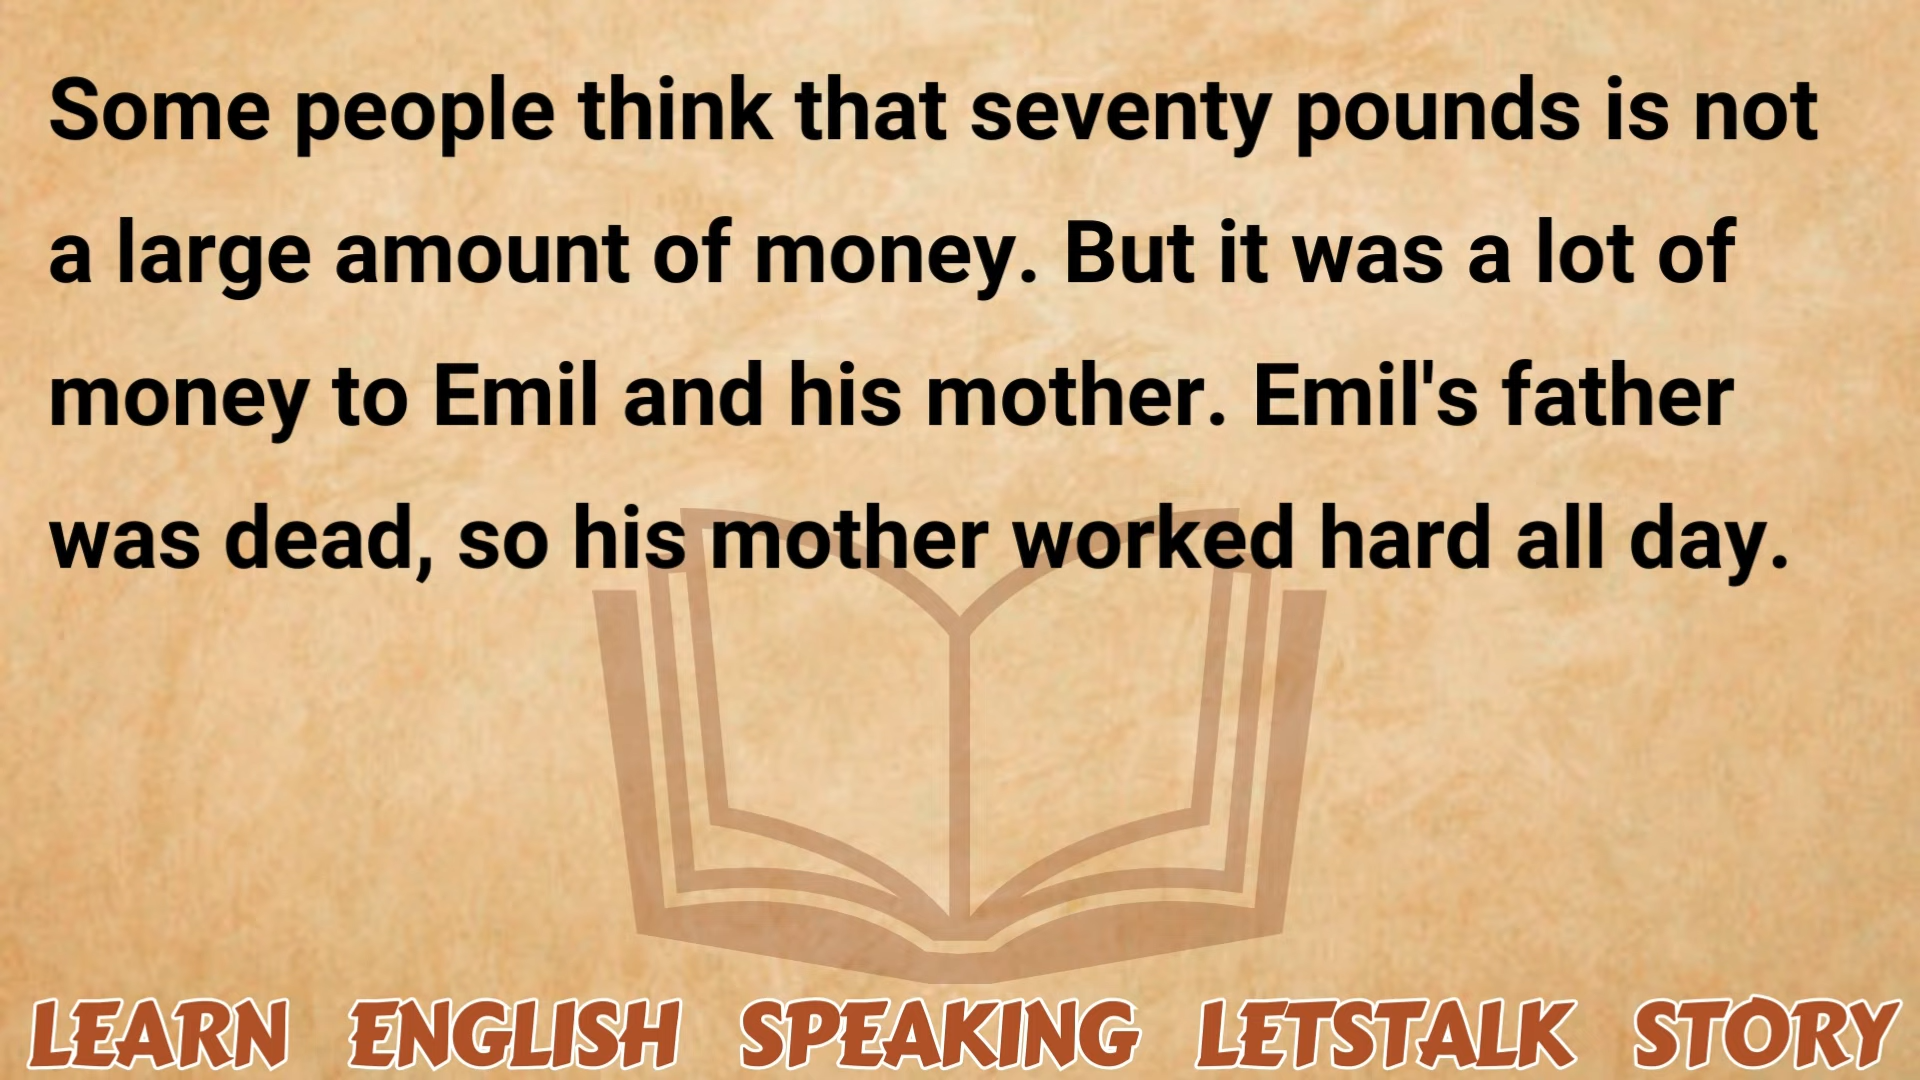 Some people think that seventy pounds is not
a large amount of money. But it was a lot of
money to Emil and his mother. Emil's father
was dead, so his mother worked hard all day.
LEARN ENGLISH SPEAKING LETSTALK STORY